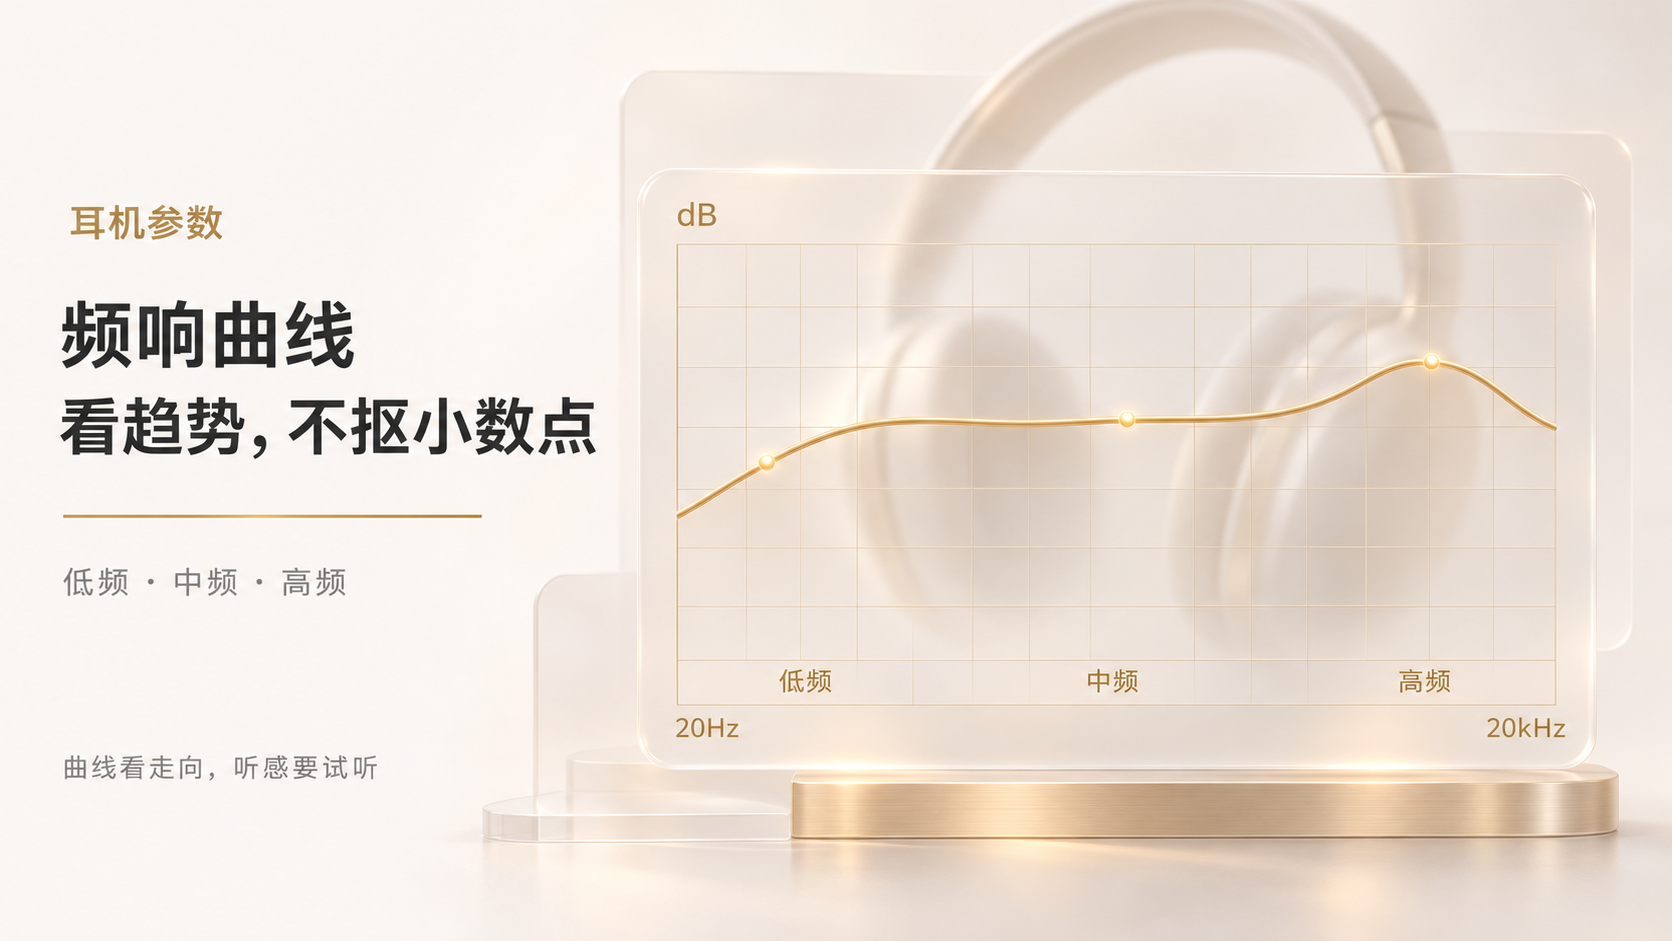 耳机参数
频响曲线
看趋势，不抠小数点
低频 · 中频 · 高频
曲线看走向，听感要试听
dB
低频 中频 高频
20Hz 20kHz